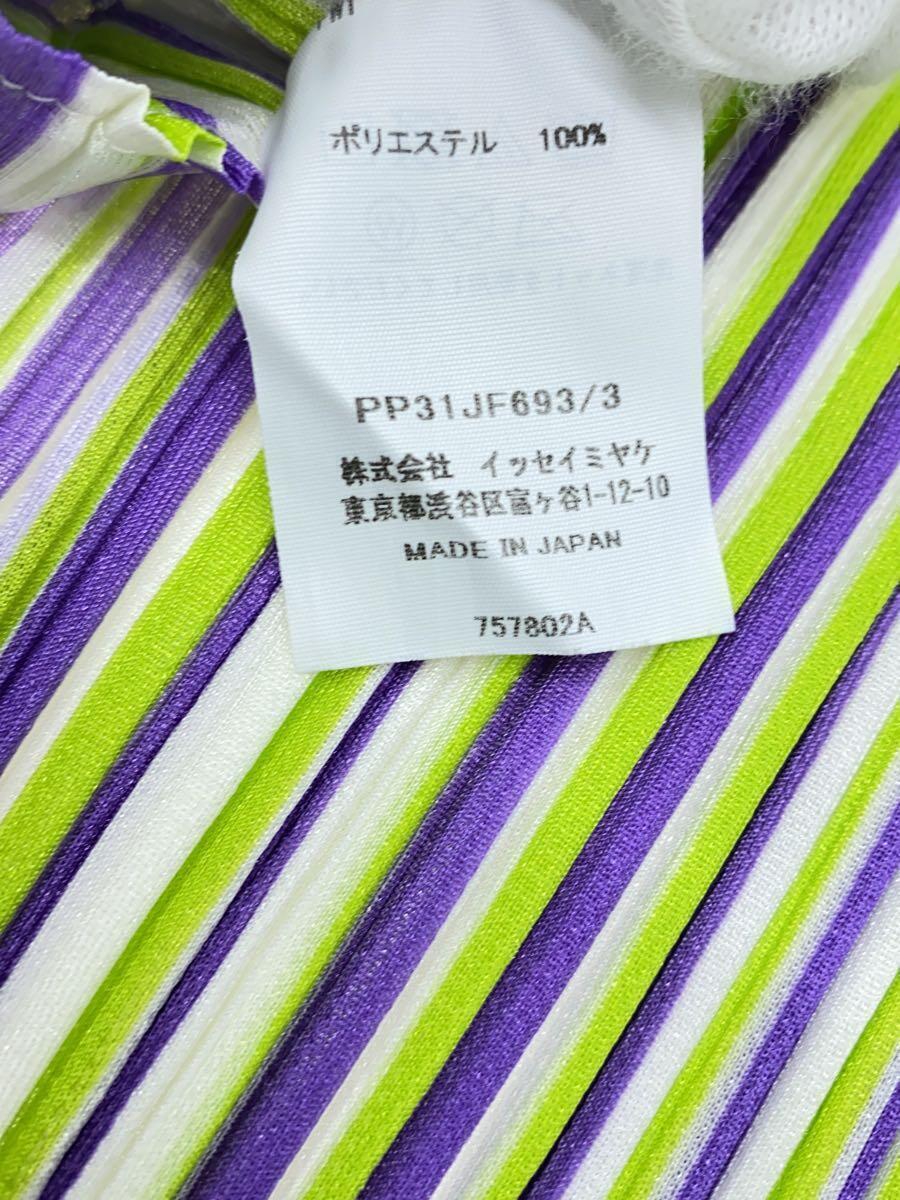 ポリエステル 100%
PP31JF693/3
株式会社 イッセイミヤケ
東京都渋谷区富ヶ谷1-12-10
MADE IN JAPAN
757802A